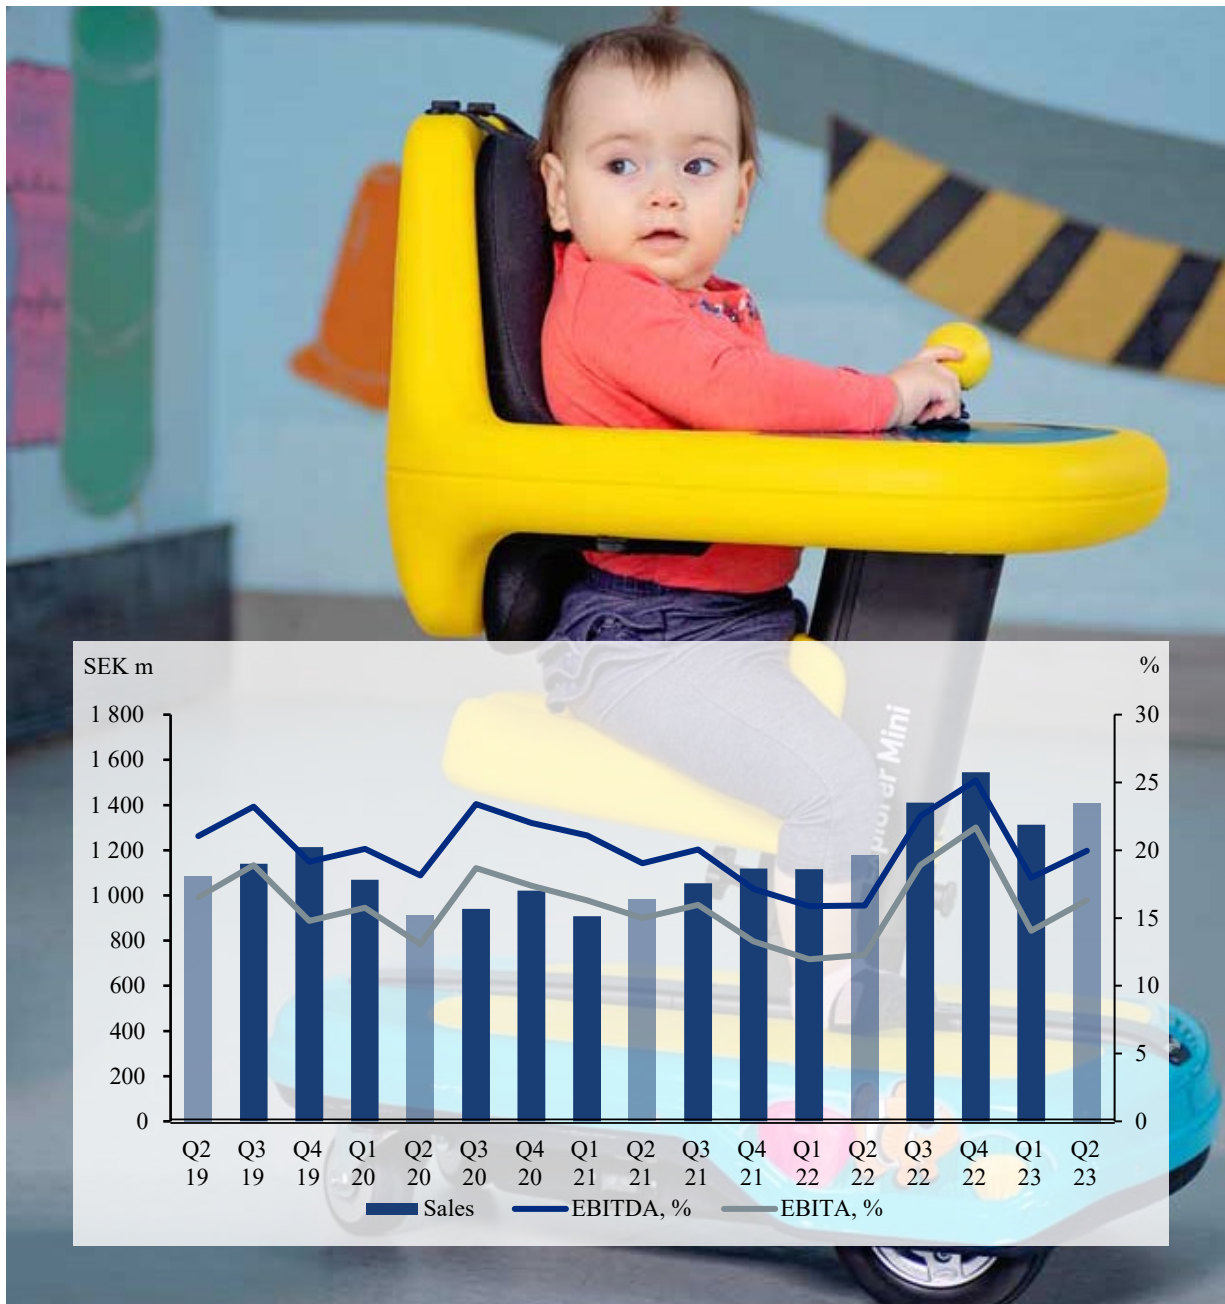 SEK m %
1 800 30
1 600
1 400 25
1 200 20
1 000
800 15
600 10
400
200 5
0 0
Q2 Q3 Q4 Q1 Q2 Q3 Q4 Q1 Q2 Q3 Q4 Q1 Q2 Q3 Q4 Q1 Q2
19 19 19 20 20 20 20 21 21 21 21 22 22 22 22 23 23
Sales EBITDA, % EBITA, %
Mini